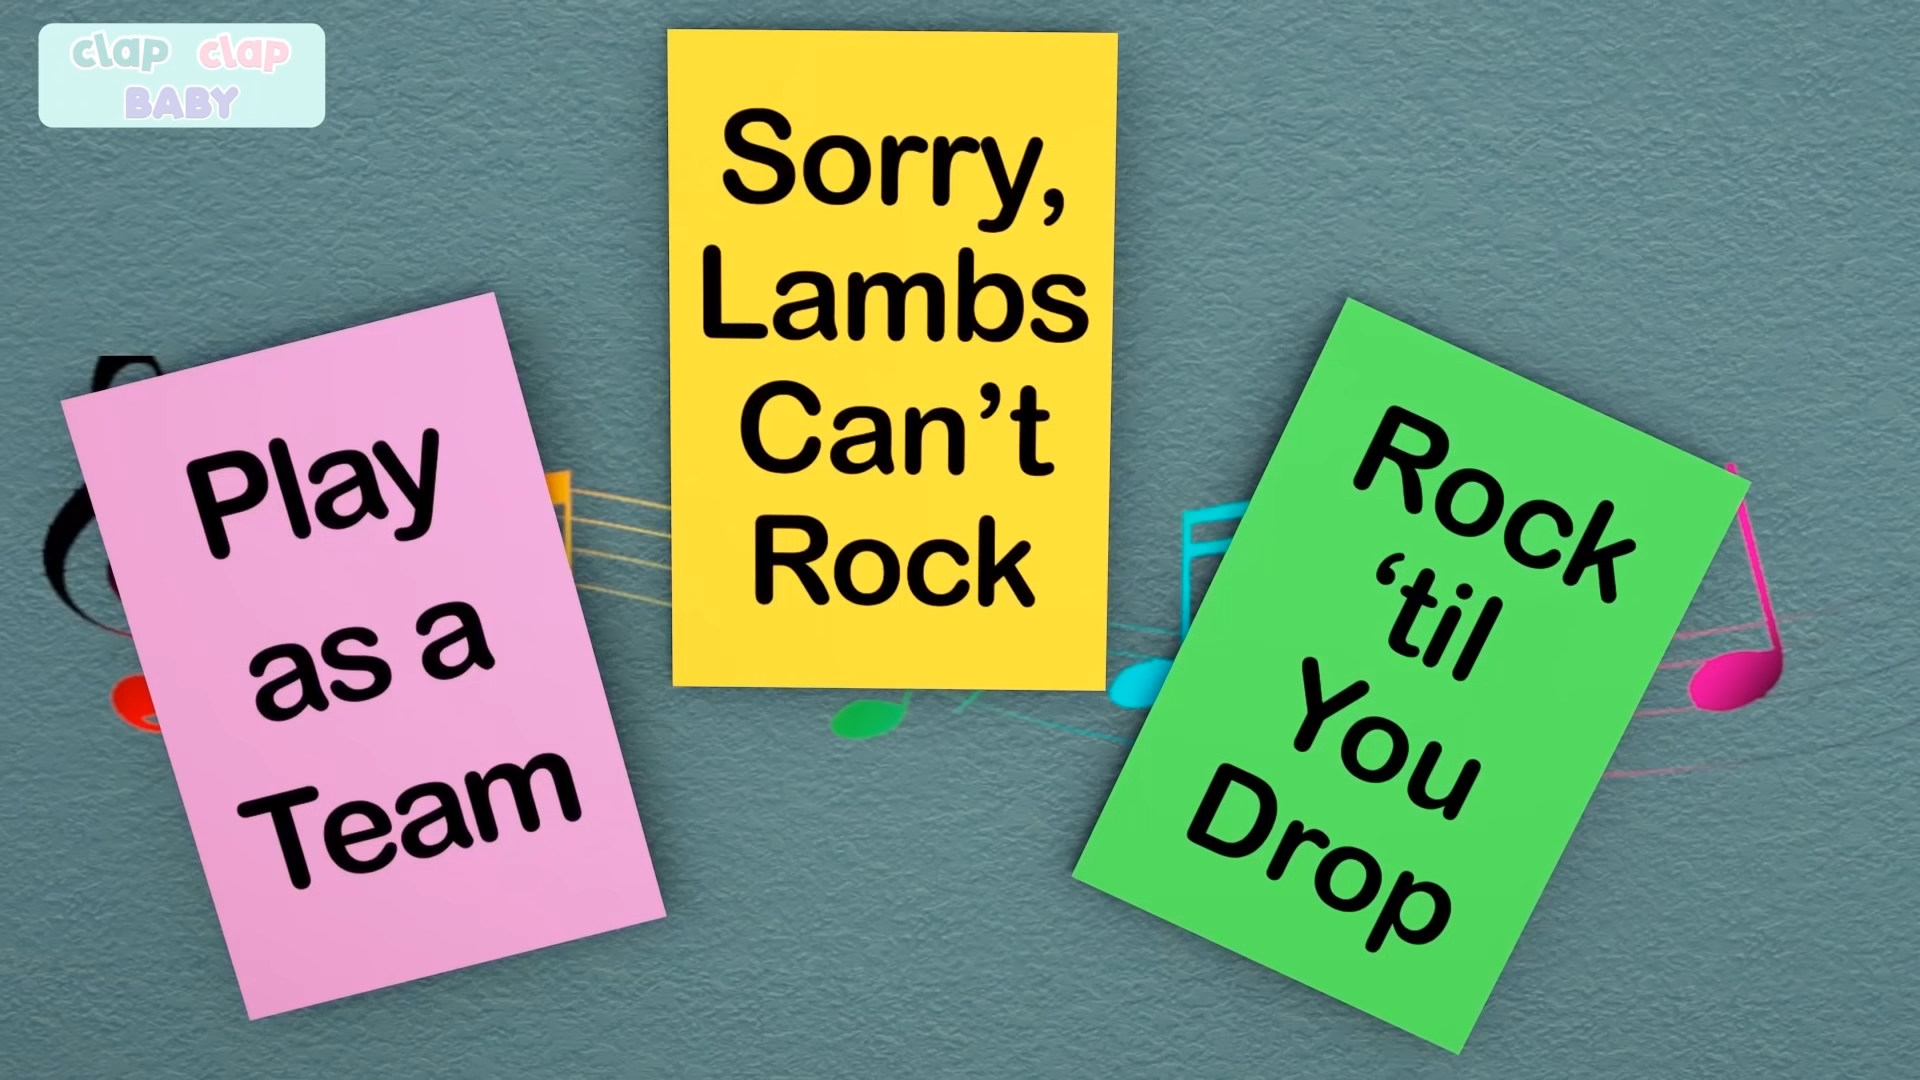 clap clap
BABY
Play
as a
Team
Sorry,
Lambs
Can’t
Rock
Rock
‘til
You
Drop